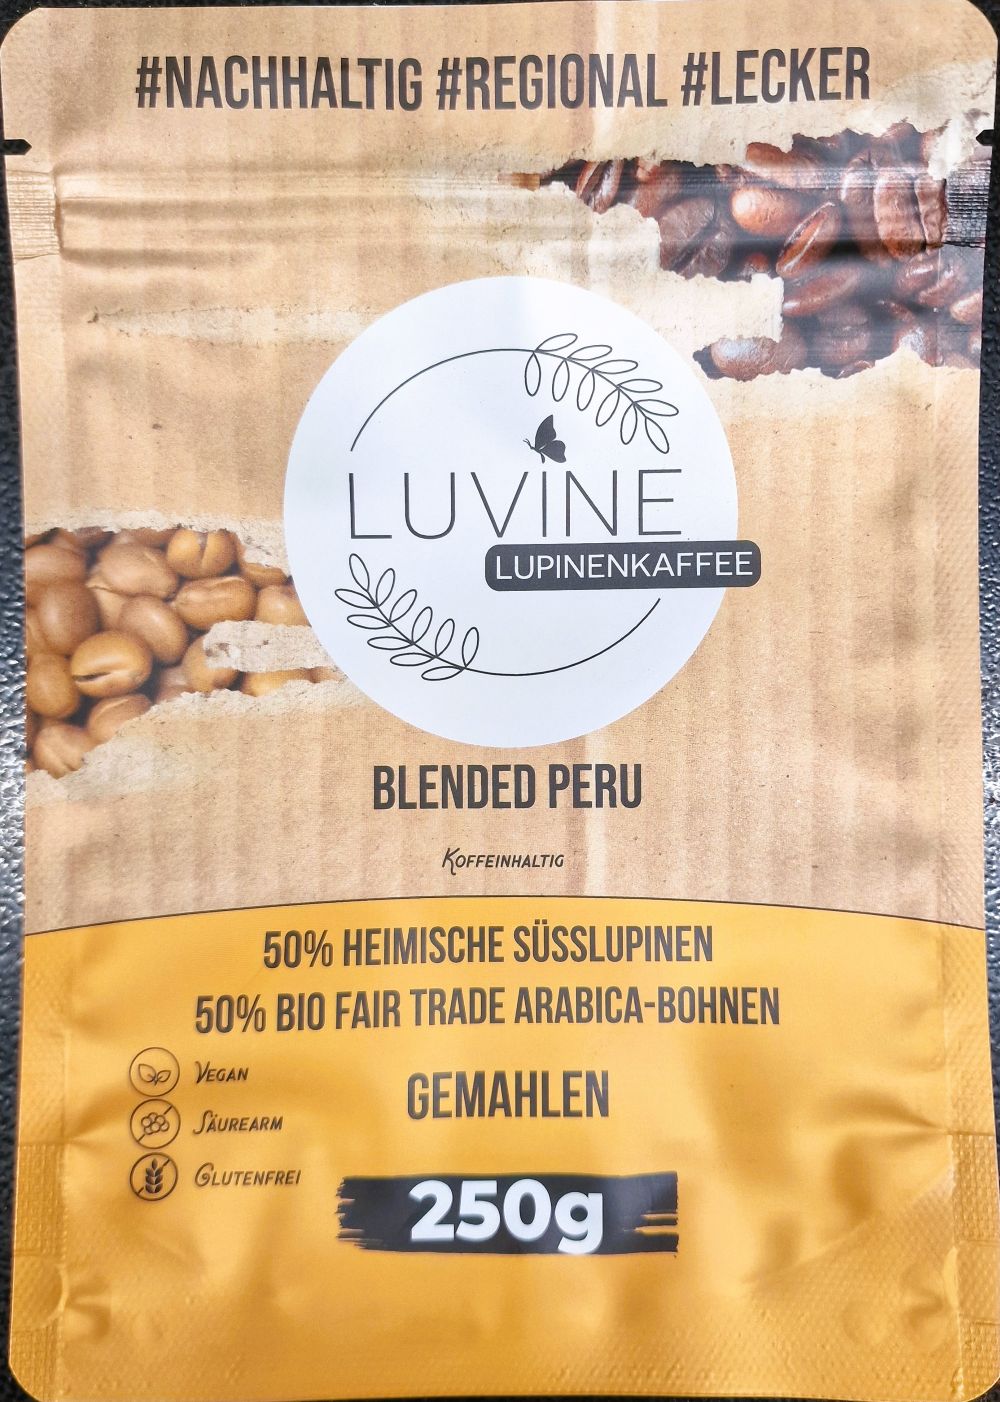 #NACHHALTIG #REGIONAL #LECKER
LUVINE
LUPINENKAFFEE
BLENDED PERU
KOFFEINHALTIG
50% HEIMISCHE SÜSSLUPINEN
50% BIO FAIR TRADE ARABICA-BOHNEN
VEGAN
GEMAHLEN
SÄUREARM
GLUTENFREI
250g